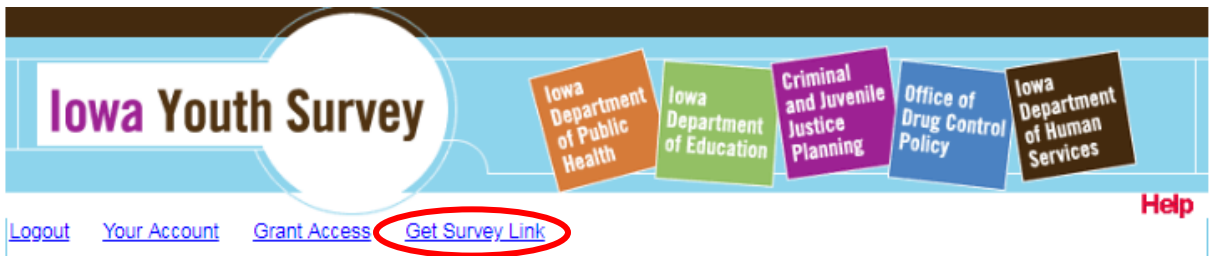 Iowa Youth Survey
Iowa
Department
of Public
Health
Iowa
Department
of Education
Criminal
and Juvenile
Justice
Planning
Office of
Drug Control
Policy
Iowa
Department
of Human
Services
Help
Logout Your Account Grant Access Get Survey Link